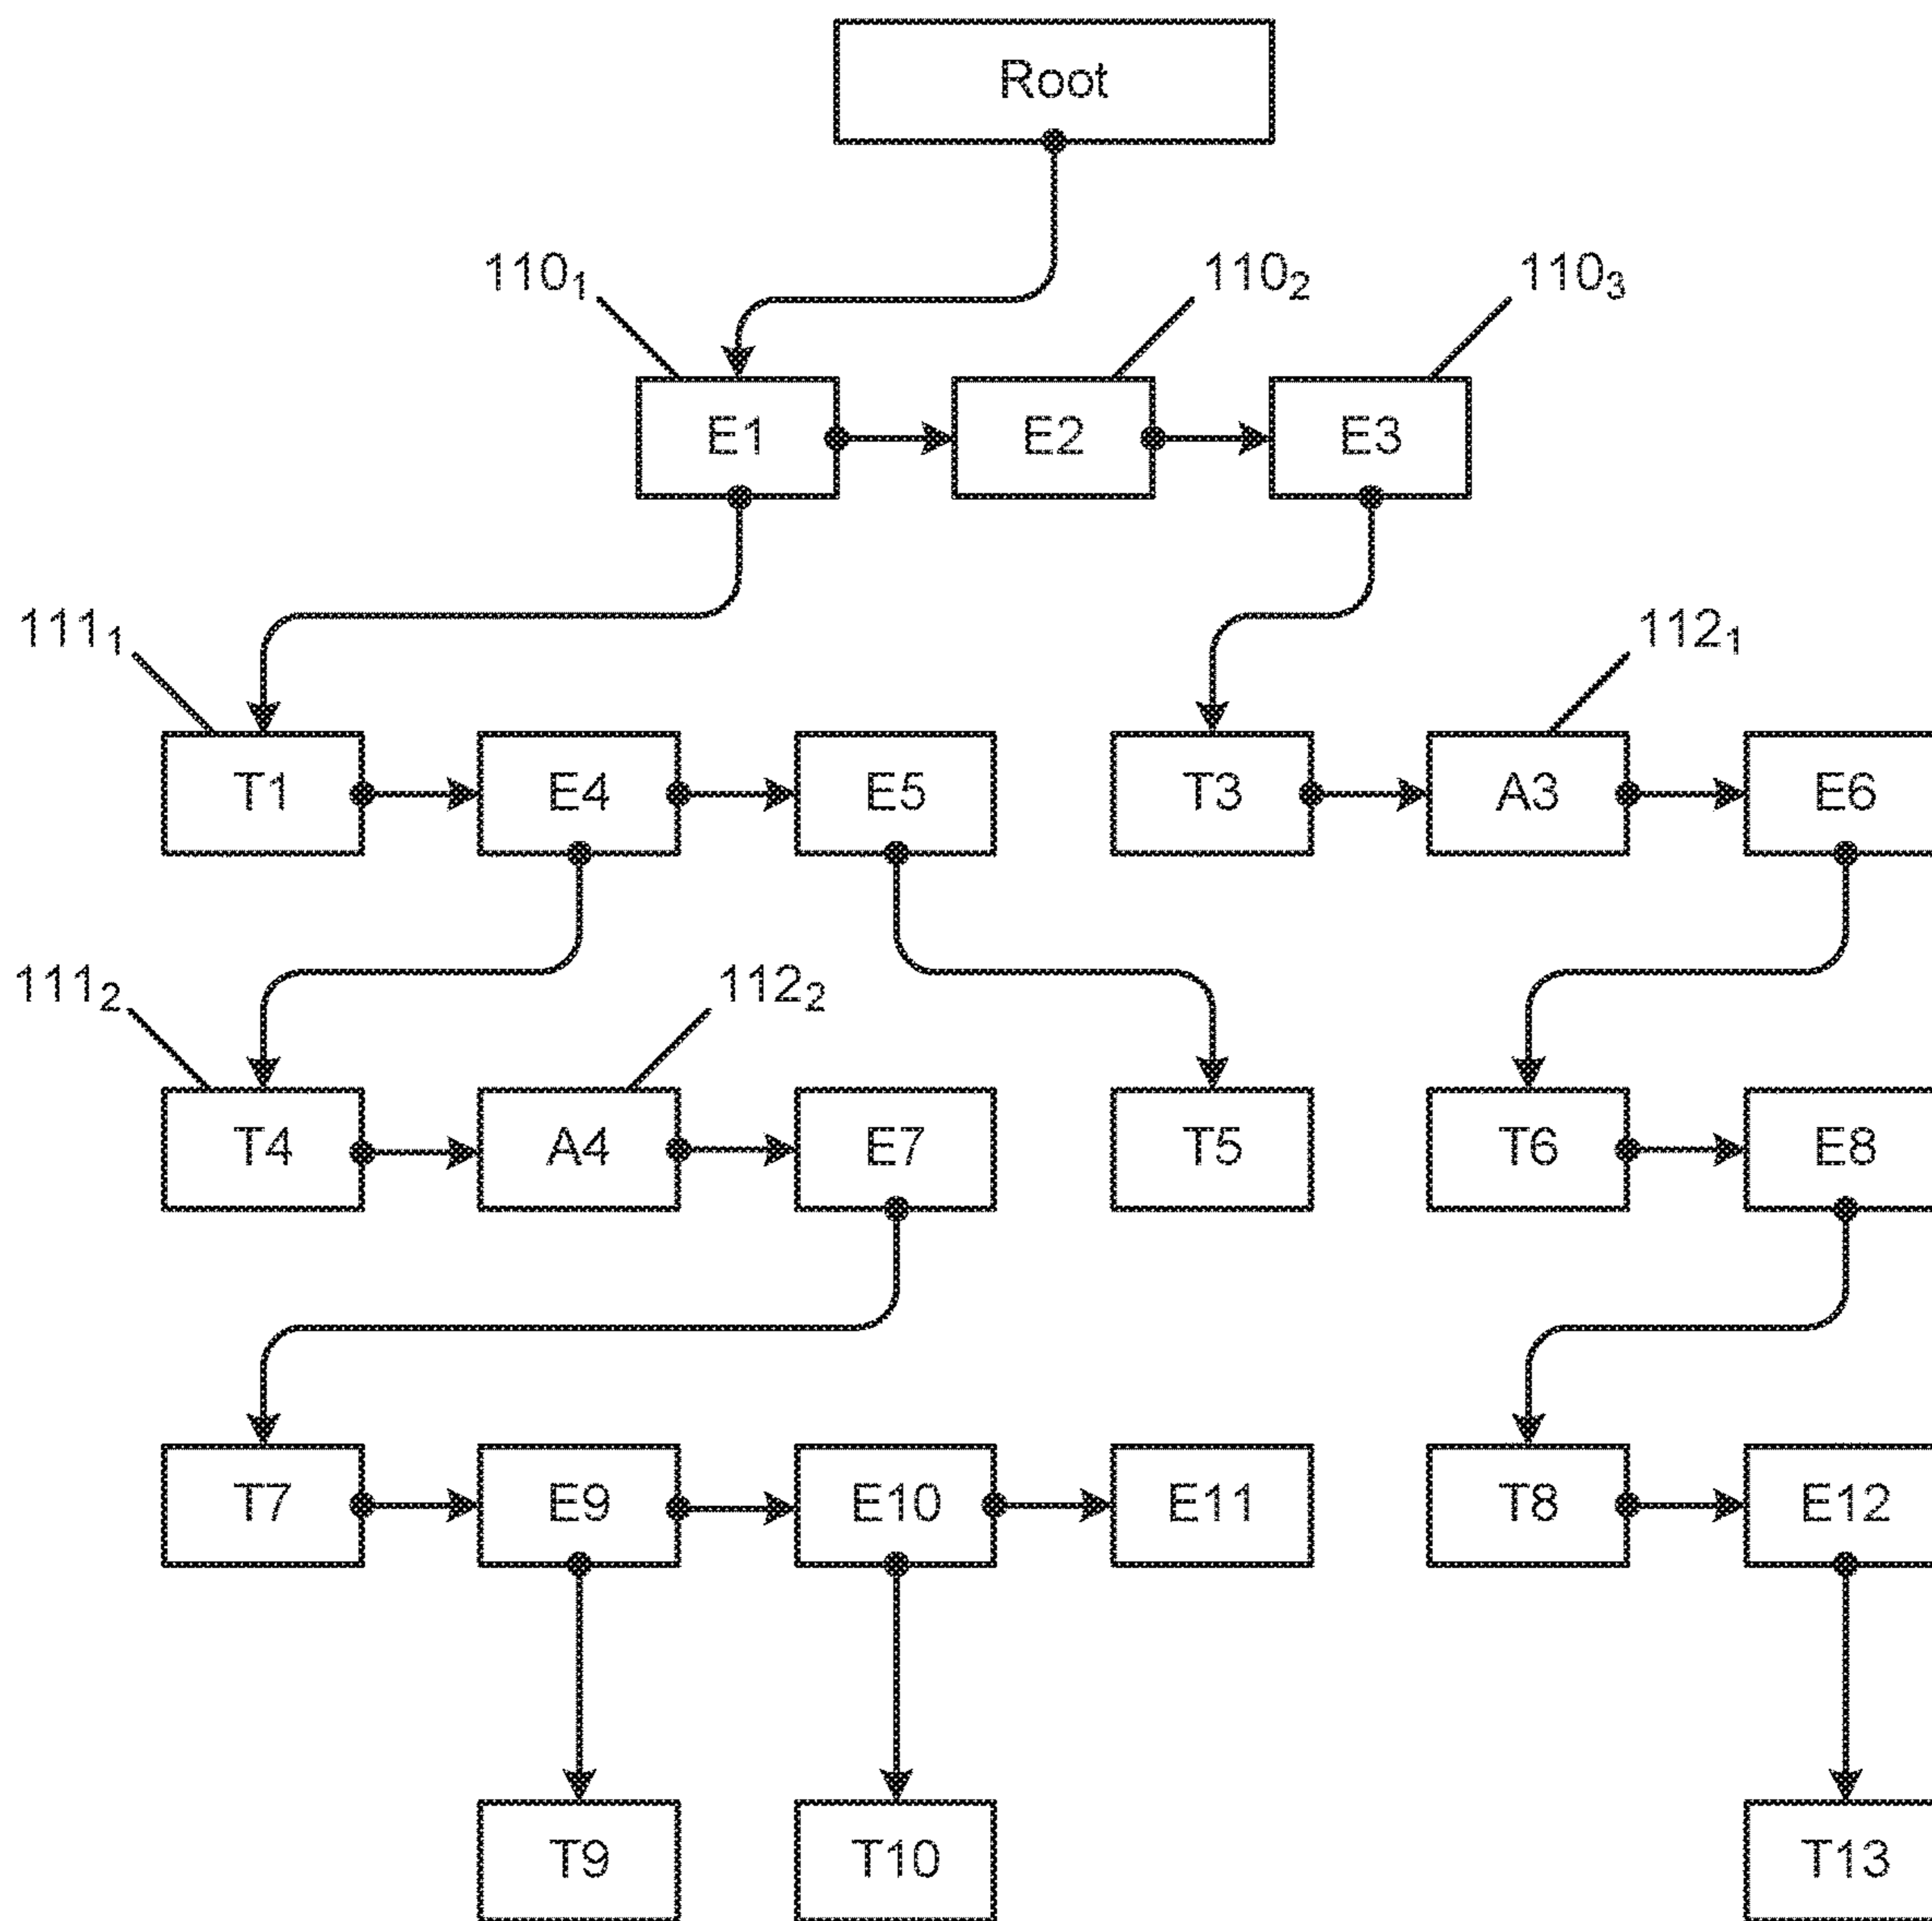 Root
110₁ 110₂ 110₃
E1 E2 E3
111₁ 112₁
T1 E4 E5 T3 A3 E6
111₂ 112₂
T4 A4 E7 T5 T6 E8
T7 E9 E10 E11 T8 E12
T9 T10 T13